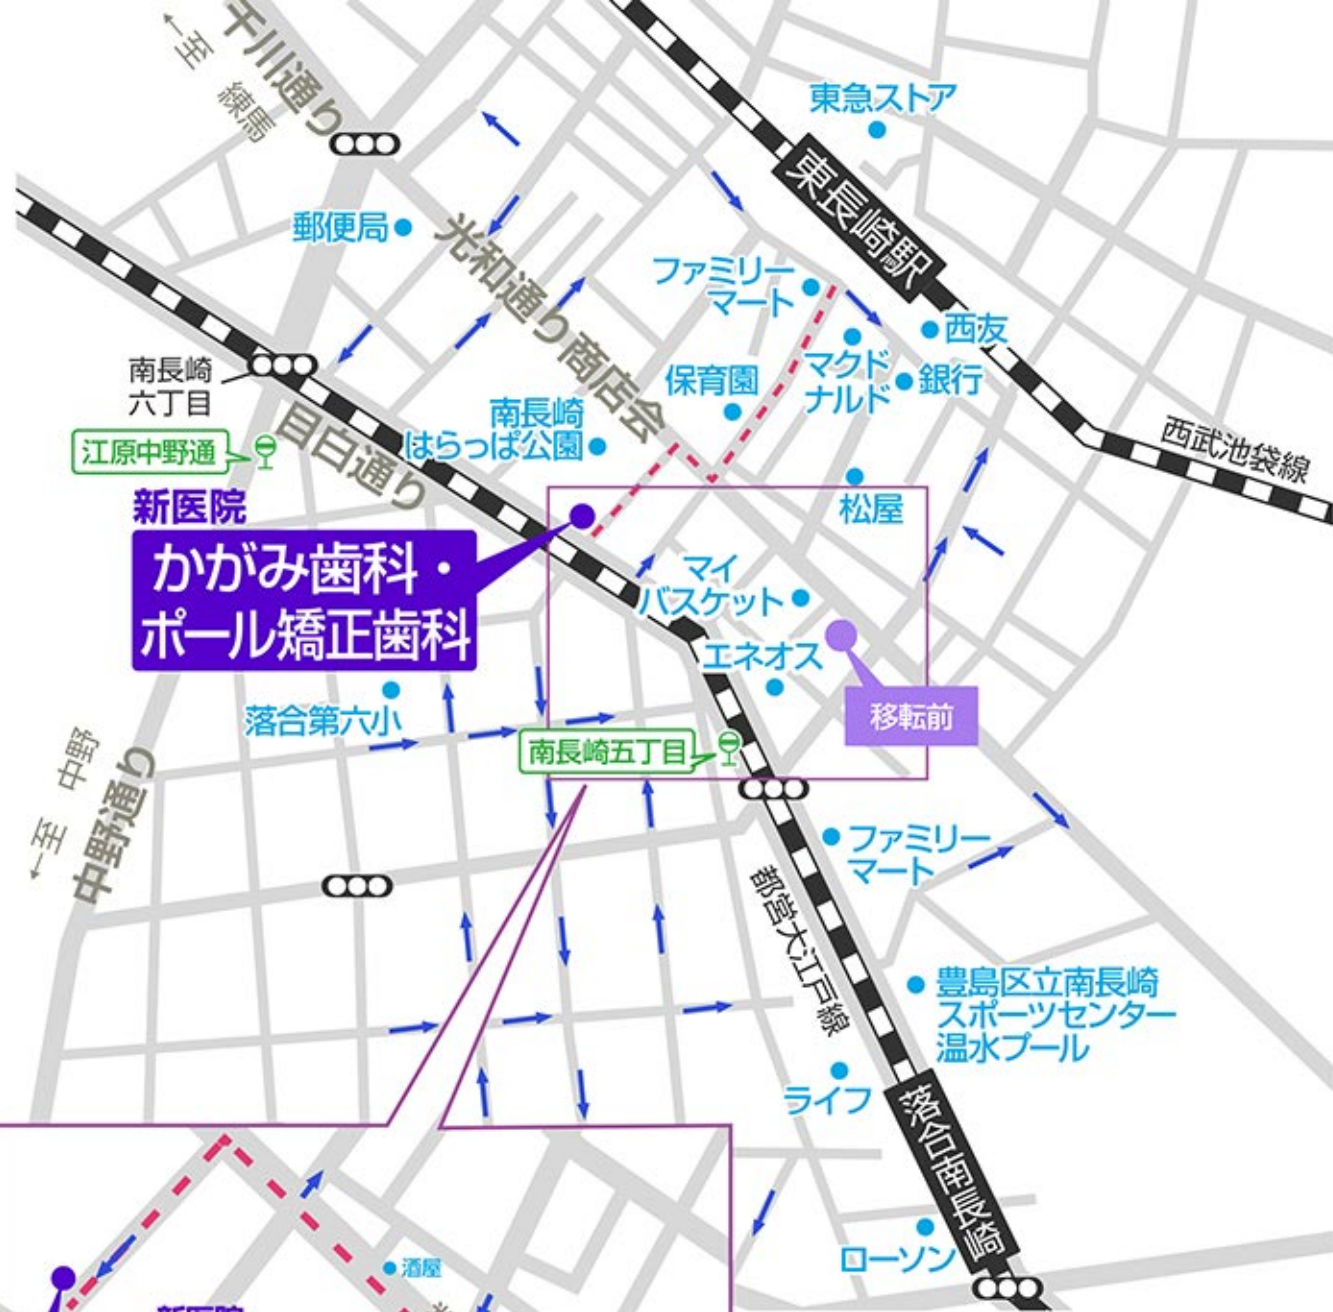 ←至 練馬
千川通り
東急ストア
東長崎駅
郵便局
光和通り商店会
ファミリー
マート
西友
マクド
ナルド
銀行
保育園
南長崎
六丁目
南長崎
はらっぱ公園
西武池袋線
江原中野通
目白通り
松屋
新医院
かがみ歯科・
ポール矯正歯科
マイ
バスケット
エネオス
移転前
落合第六小
南長崎五丁目
←至 中野
中野通り
ファミリー
マート
都営大江戸線
豊島区立南長崎
スポーツセンター
温水プール
ライフ
落合南長崎
ローソン
酒屋
新医院